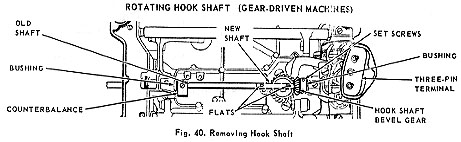 ROTATING HOOK SHAFT (GEAR-DRIVEN MACHINES)
OLD
SHAFT
NEW
SHAFT
SET SCREWS
BUSHING
BUSHING
THREE-PIN
TERMINAL
COUNTERBALANCE
FLATS
HOOK SHAFT
BEVEL GEAR
Fig. 40. Removing Hook Shaft